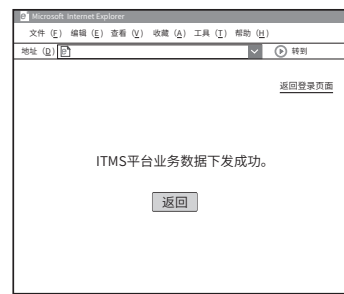 Microsoft Internet Explorer
文件 (F) 编辑 (E) 查看 (V) 收藏 (A) 工具 (T) 帮助 (H)
地址 (D) 转到
返回登录页面
ITMS平台业务数据下发成功。
返回